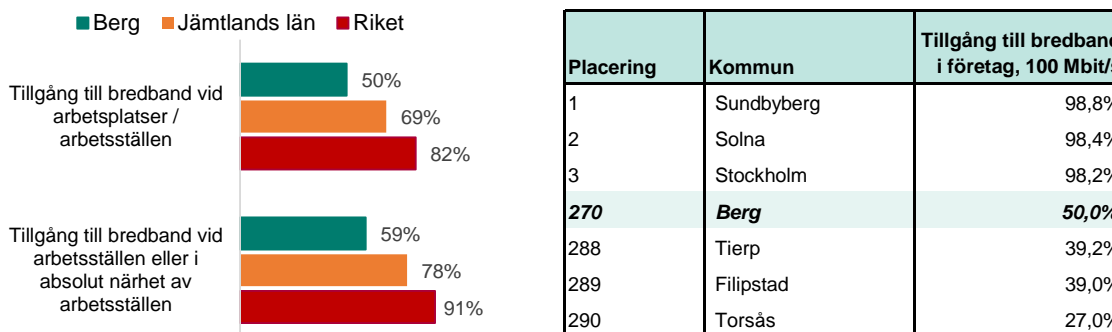 Berg Jämtlands län Riket
Tillgång till bredband vid
arbetsplatser /
arbetsställen
50%
69%
82%
Tillgång till bredband vid
arbetsställen eller i
absolut närhet av
arbetsställen
59%
78%
91%
Placering Kommun Tillgång till bredband
i företag, 100 Mbit/s
1 Sundbyberg 98,8%
2 Solna 98,4%
3 Stockholm 98,2%
270 Berg 50,0%
288 Tierp 39,2%
289 Filipstad 39,0%
290 Torsås 27,0%